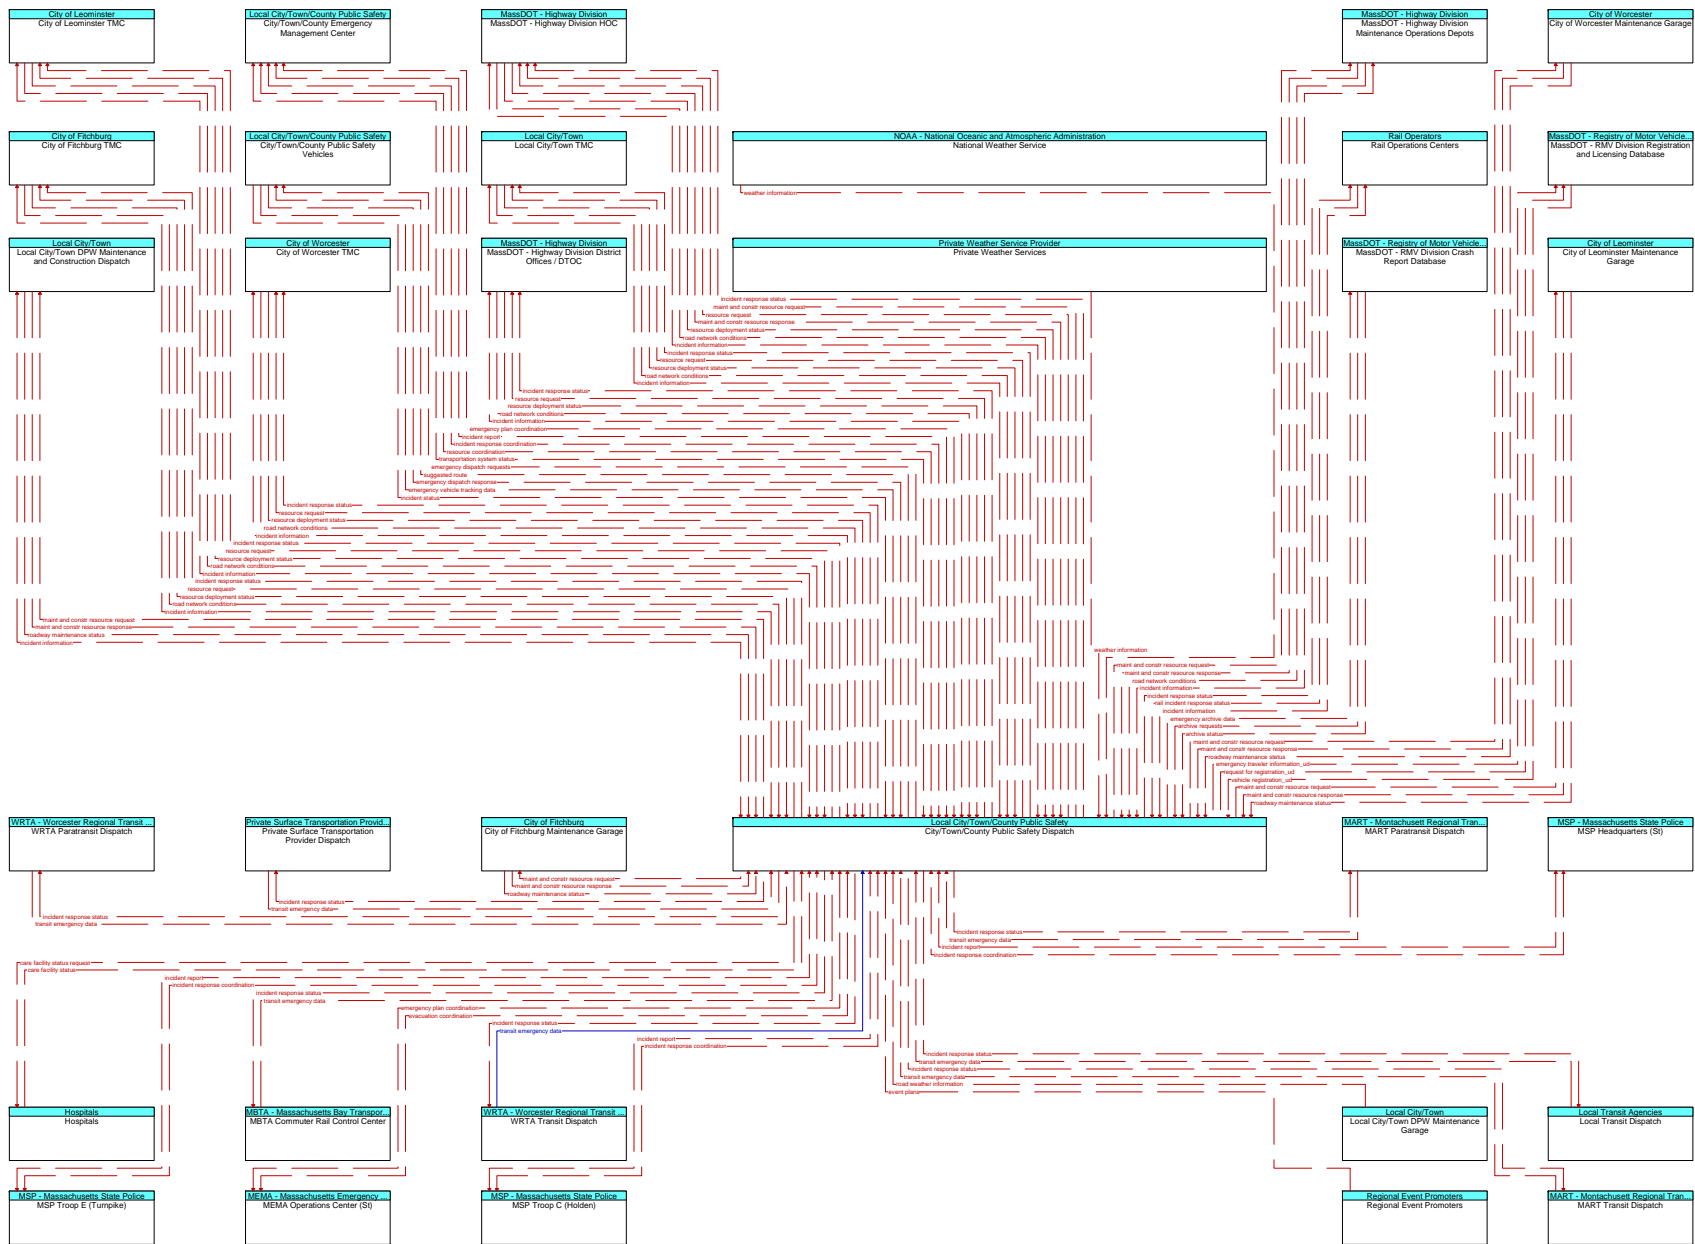 City of Leominster
City of Leominster TMC
Local City/Town/County Public Safety
City/Town/County Emergency
Management Center
MassDOT - Highway Division
MassDOT - Highway Division HOC
MassDOT - Highway Division
MassDOT - Highway Division
Maintenance Operations Depots
City of Worcester
City of Worcester Maintenance Garage
City of Fitchburg
City of Fitchburg TMC
Local City/Town/County Public Safety
City/Town/County Public Safety
Vehicles
Local City/Town
Local City/Town TMC
NOAA - National Oceanic and Atmospheric Administration
National Weather Service
Rail Operators
Rail Operations Centers
MassDOT - Registry of Motor Vehicle...
MassDOT - RMV Division Registration
and Licensing Database
weather information
Local City/Town
Local City/Town DPW Maintenance
and Construction Dispatch
City of Worcester
City of Worcester TMC
MassDOT - Highway Division
MassDOT - Highway Division District
Offices / DTOC
Private Weather Service Provider
Private Weather Services
MassDOT - Registry of Motor Vehicle...
MassDOT - RMV Division Crash
Report Database
City of Leominster
City of Leominster Maintenance
Garage
incident response status
maint and constr resource request
resource request
maint and constr resource response
resource deployment status
road network conditions
incident information
incident response status
resource request
resource deployment status
road network conditions
incident information
incident response status
resource request
resource deployment status
road network conditions
incident information
emergency plan coordination
incident report
incident response coordination
resource coordination
transportation system status
emergency dispatch requests
suggested route
emergency dispatch response
emergency vehicle tracking data
incident status
incident response status
resource request
resource deployment status
road network conditions
incident information
incident response status
resource request
resource deployment status
road network conditions
incident information
incident response status
resource request
resource deployment status
road network conditions
incident information
maint and constr resource request
maint and constr resource response
roadway maintenance status
incident information
weather information
maint and constr resource request
maint and constr resource response
road network conditions
incident information
incident response status
rail incident response status
incident information
emergency archive data
archive requests
archive status
maint and constr resource request
maint and constr resource response
roadway maintenance status
emergency traveler information_ud
request for registration_ud
vehicle registration_ud
maint and constr resource request
maint and constr resource response
roadway maintenance status
WRTA - Worcester Regional Transit ...
WRTA Paratransit Dispatch
Private Surface Transportation Provid...
Private Surface Transportation
Provider Dispatch
City of Fitchburg
City of Fitchburg Maintenance Garage
Local City/Town/County Public Safety
City/Town/County Public Safety Dispatch
MART - Montachusett Regional Tran...
MART Paratransit Dispatch
MSP - Massachusetts State Police
MSP Headquarters (St)
maint and constr resource request
maint and constr resource response
roadway maintenance status
incident response status
transit emergency data
incident response status
transit emergency data
incident response status
transit emergency data
incident report
incident response coordination
care facility status request
care facility status
incident report
incident response coordination
incident response status
transit emergency data
emergency plan coordination
evacuation coordination
incident response status
transit emergency data
incident report
incident response coordination
incident response status
transit emergency data
incident response status
transit emergency data
road weather information
event plans
Hospitals
Hospitals
MBTA - Massachusetts Bay Transpor...
MBTA Commuter Rail Control Center
WRTA - Worcester Regional Transit ...
WRTA Transit Dispatch
Local City/Town
Local City/Town DPW Maintenance
Garage
Local Transit Agencies
Local Transit Dispatch
MSP - Massachusetts State Police
MSP Troop E (Turnpike)
MEMA - Massachusetts Emergency ...
MEMA Operations Center (St)
MSP - Massachusetts State Police
MSP Troop C (Holden)
Regional Event Promoters
Regional Event Promoters
MART - Montachusett Regional Tran...
MART Transit Dispatch